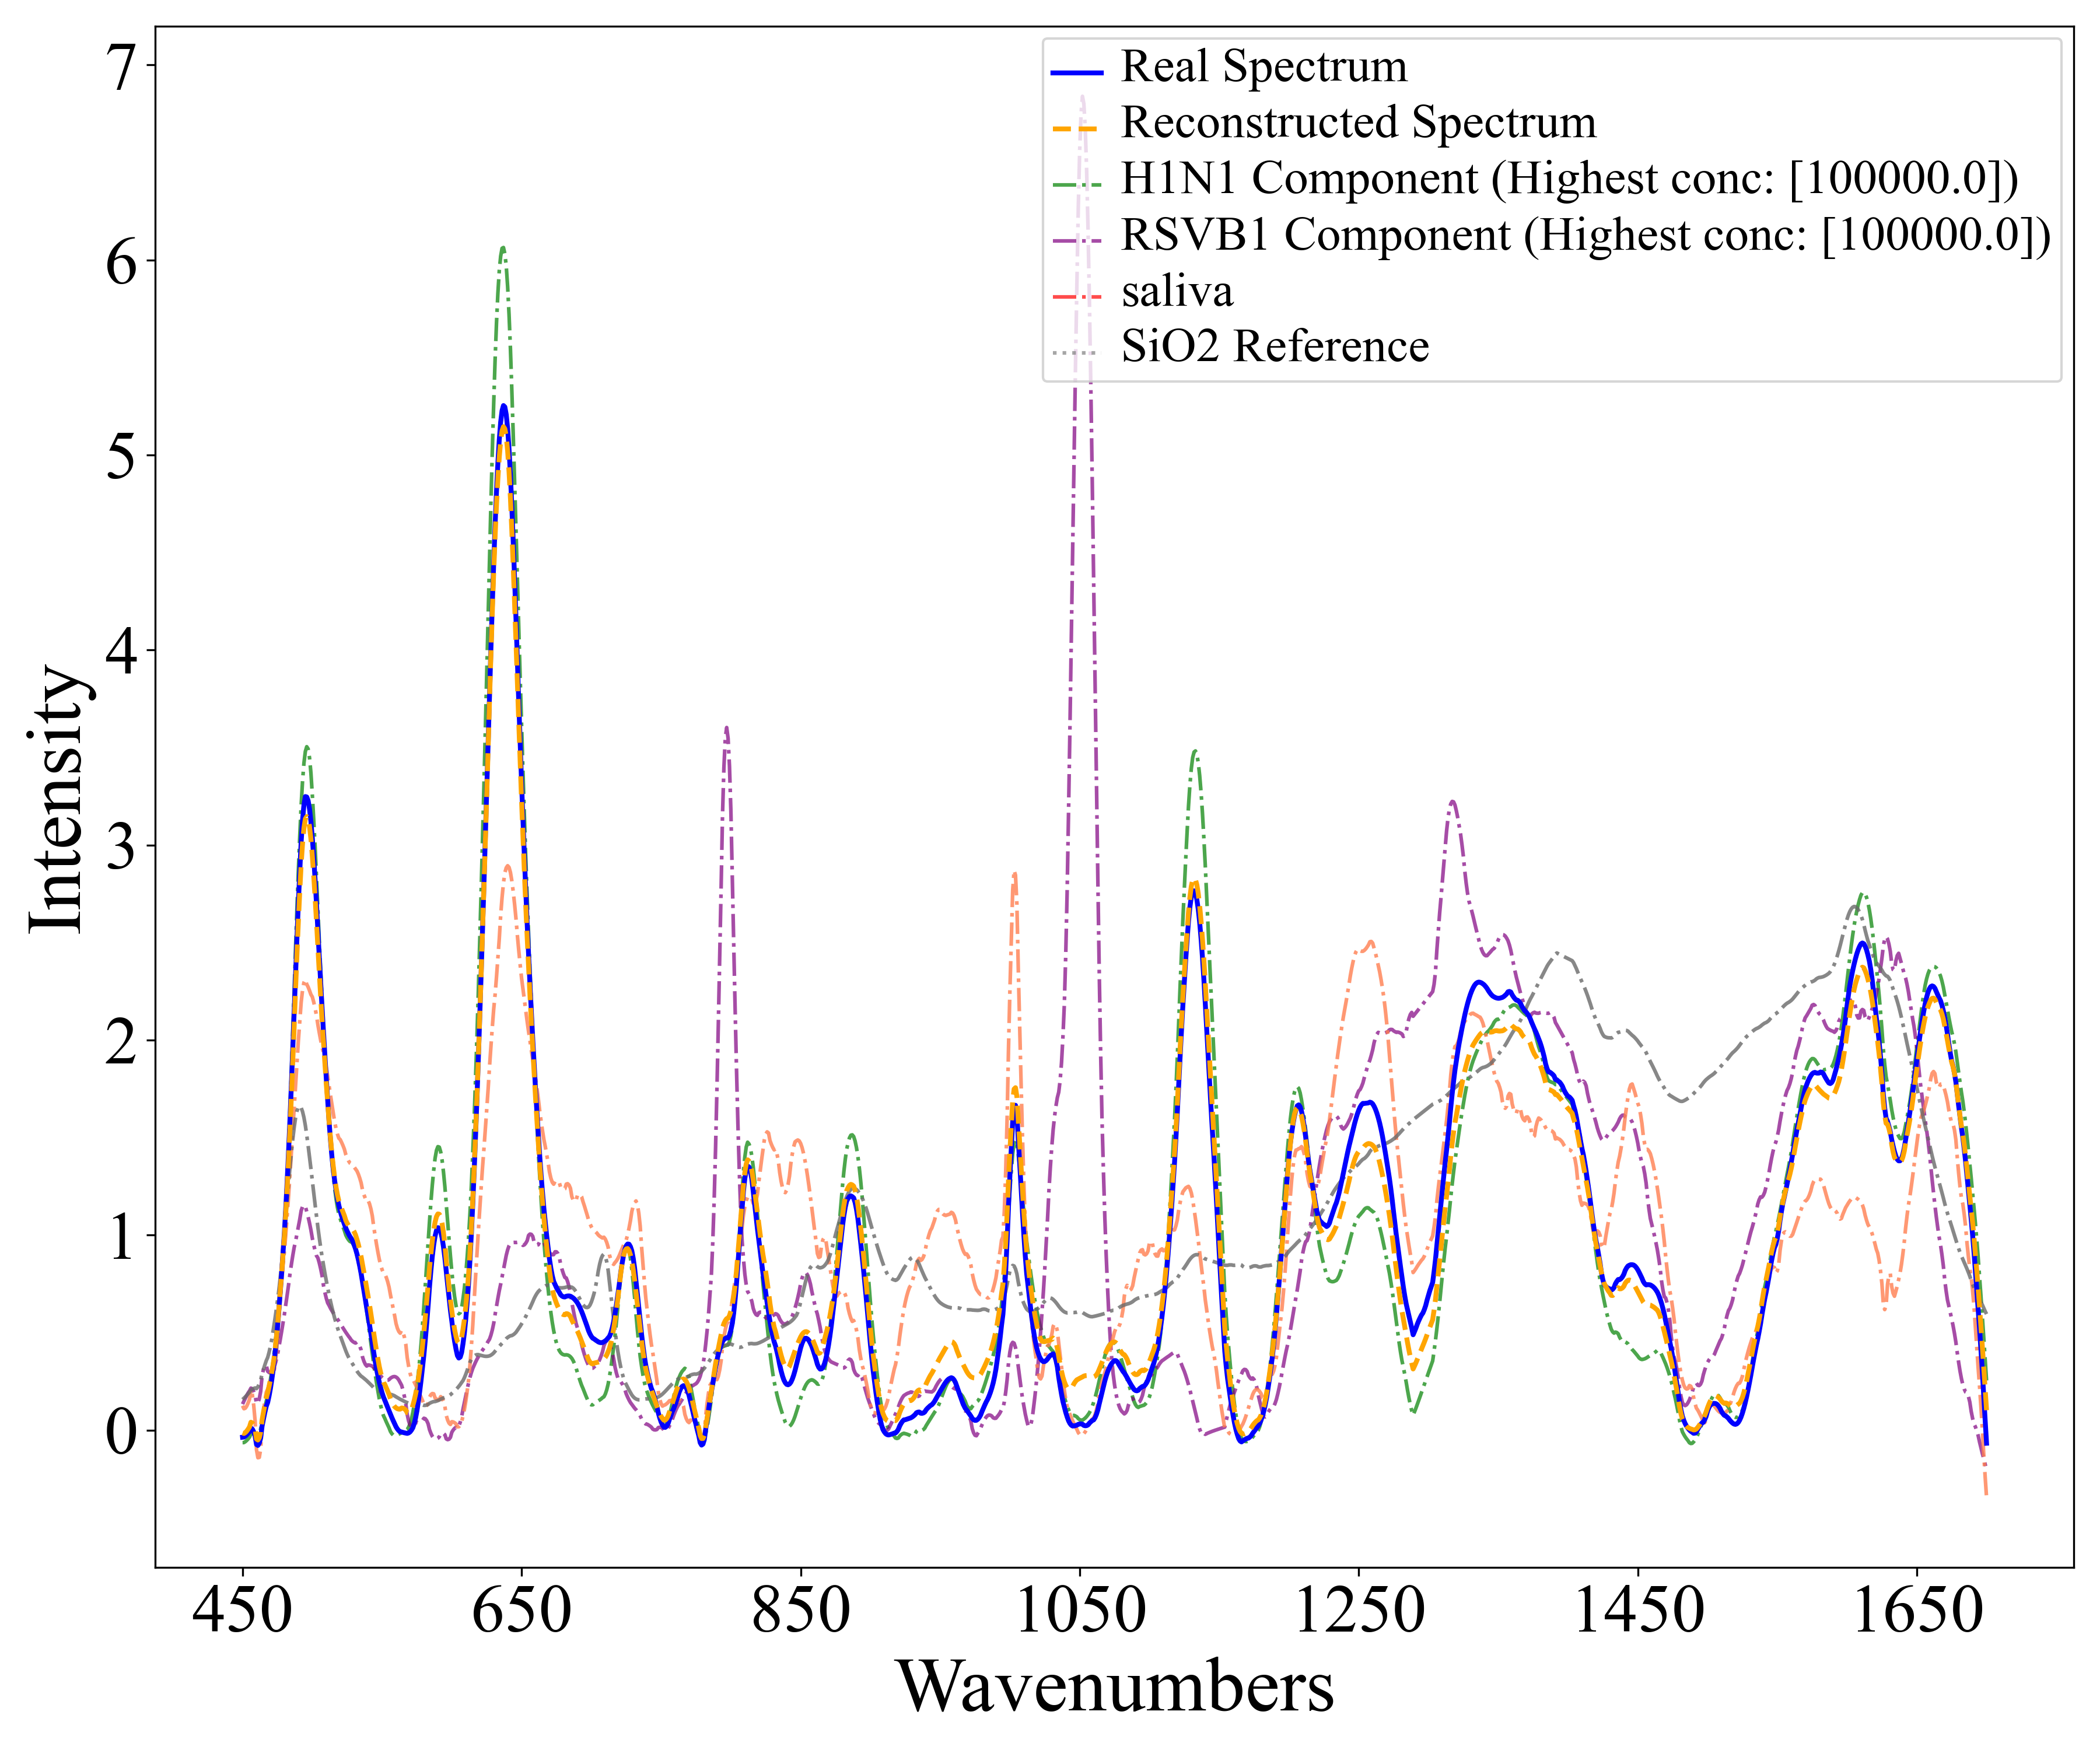 7
6
5
4
3
2
1
0
Intensity
Real Spectrum
Reconstructed Spectrum
H1N1 Component (Highest conc: [100000.0])
RSVB1 Component (Highest conc: [100000.0])
saliva
SiO2 Reference
450 650 850 1050 1250 1450 1650
Wavenumbers